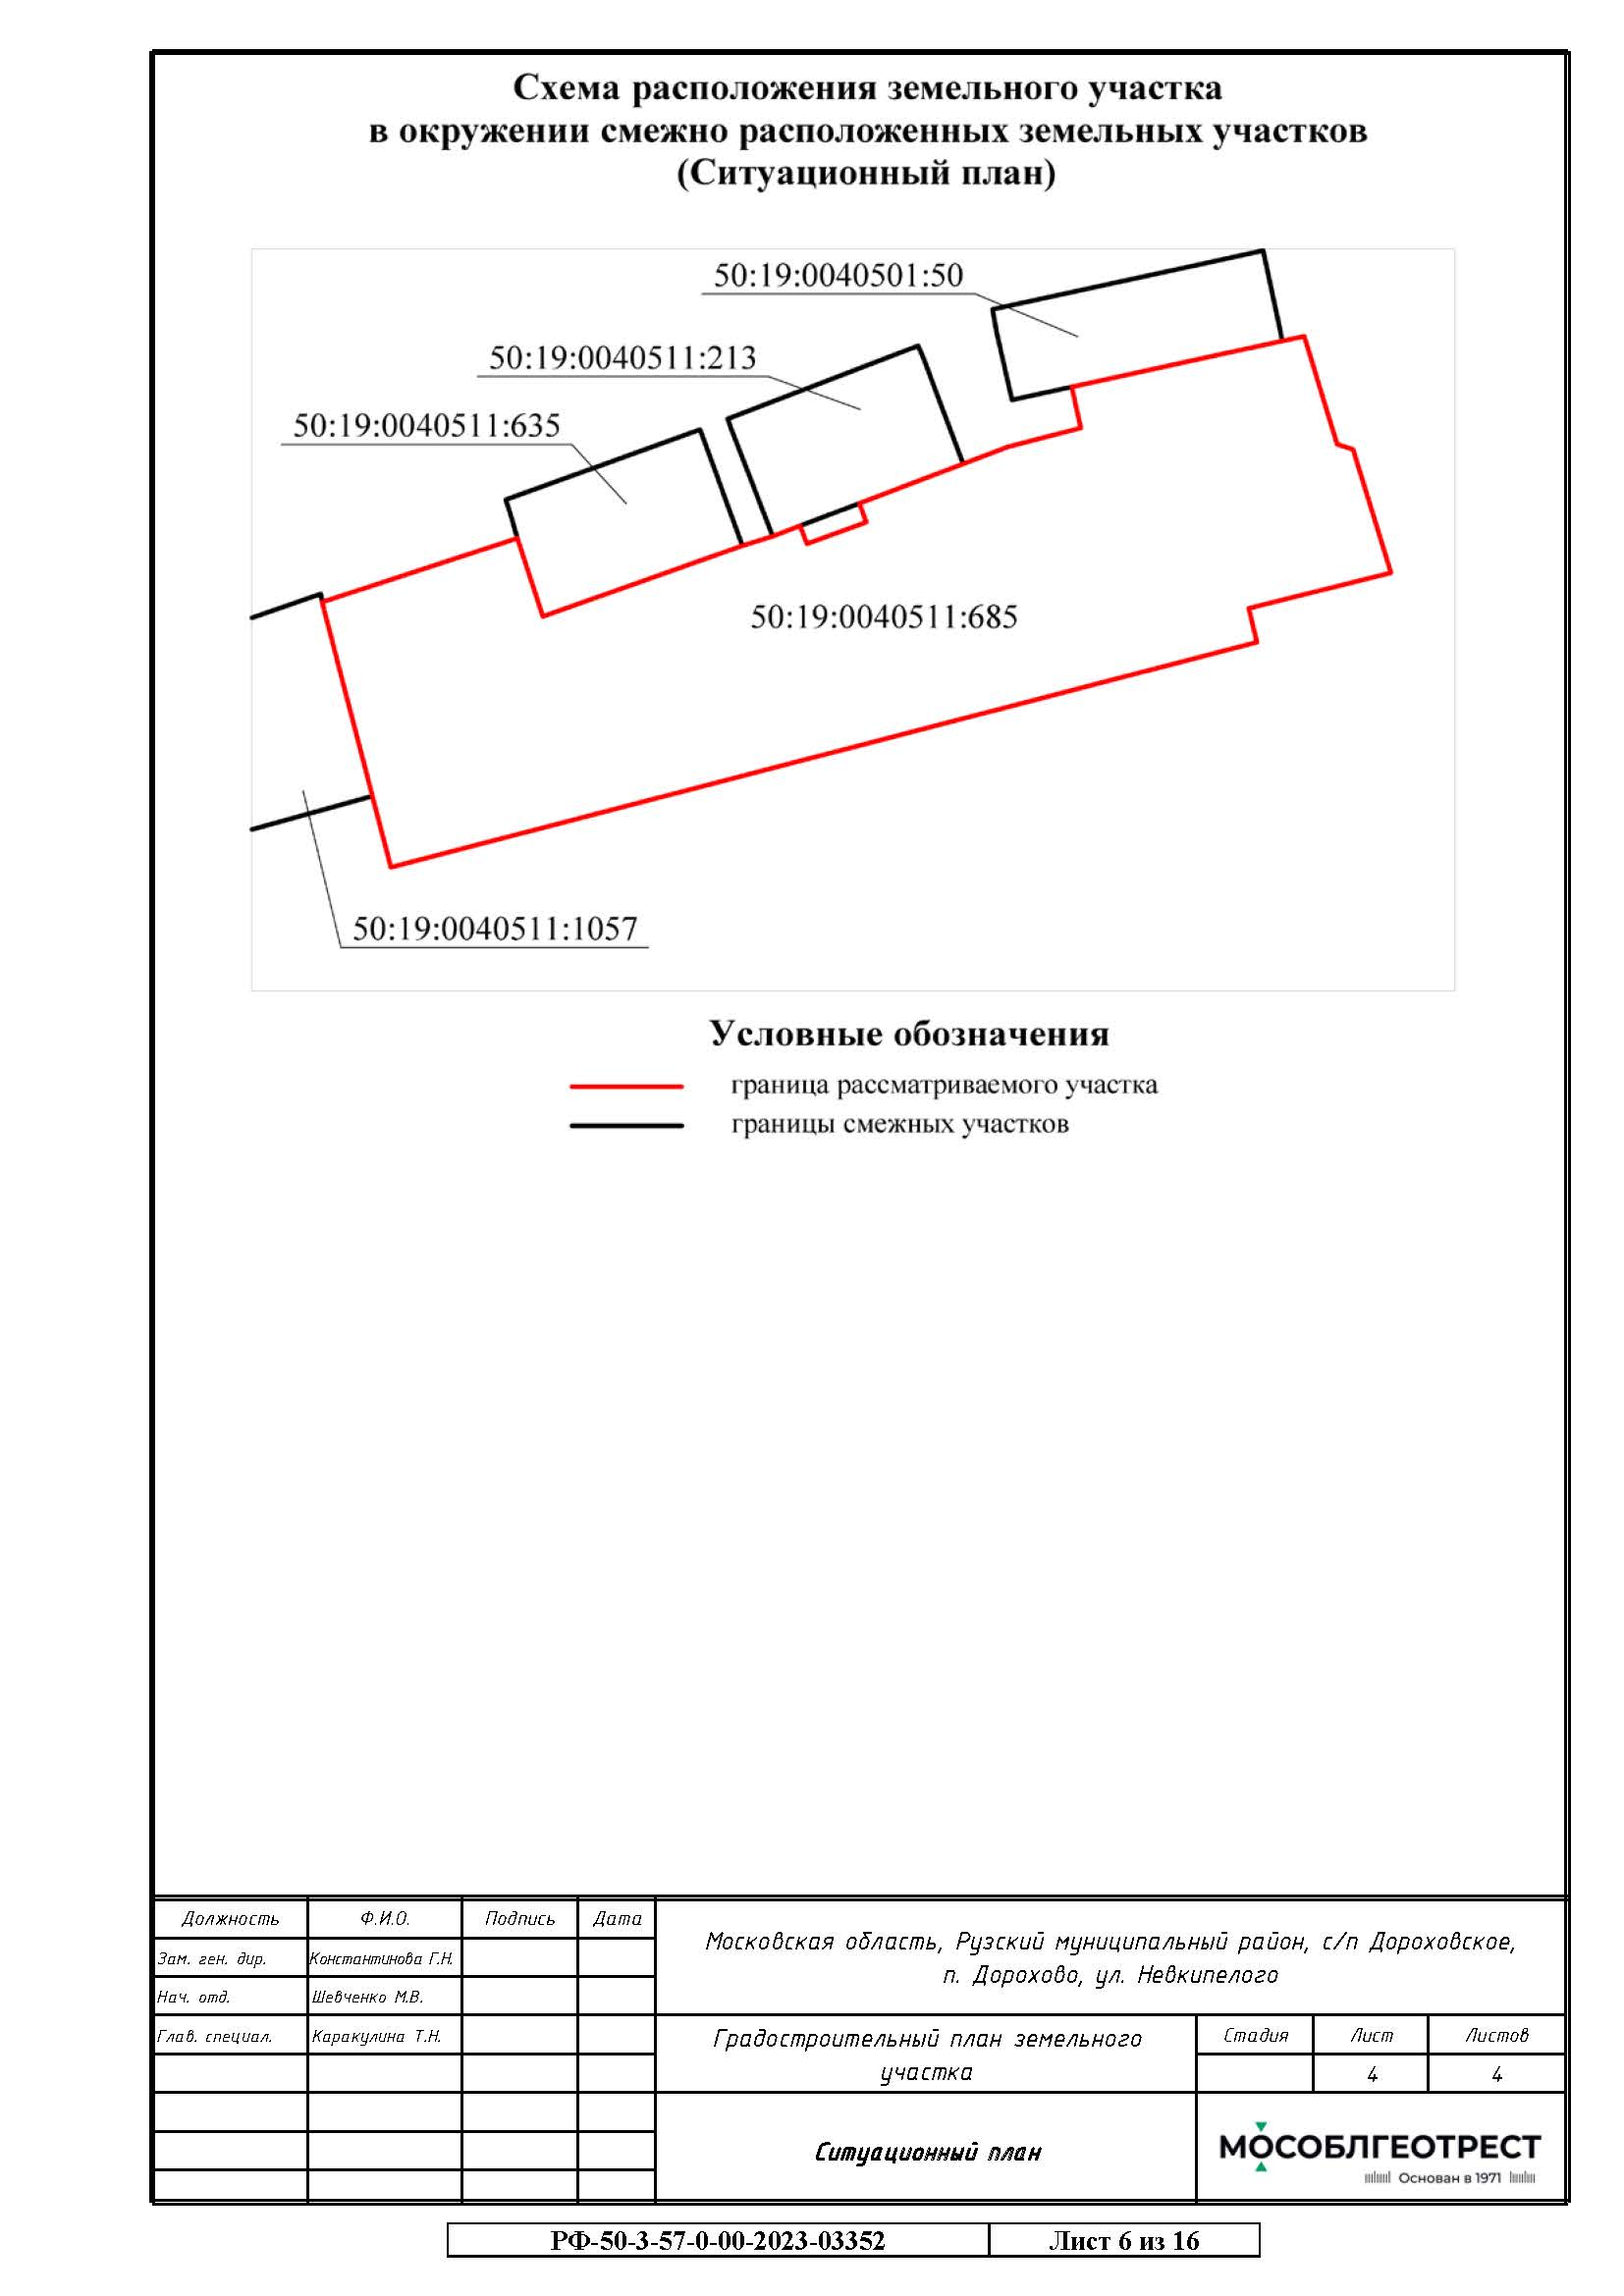 Схема расположения земельного участка
в окружении смежно расположенных земельных участков
(Ситуационный план)
50:19:0040501:50
50:19:0040511:213
50:19:0040511:635
50:19:0040511:685
50:19:0040511:1057
Условные обозначения
граница рассматриваемого участка
границы смежных участков
Должность Ф.И.О. Подпись Дата
Зам. ген. дир. Константинова Г.Н.
Нач. отд. Шевченко М.В.
Глав. специал. Каракулина Т.Н.
Московская область, Рузский муниципальный район, с/п Дороховское,
п. Дорохово, ул. Невкипелого
Градостроительный план земельного
участка
Стадия Лист Листов
4 4
Ситуационный план
МОСОБЛГЕОТРЕСТ
Основан в 1971
РФ-50-3-57-0-00-2023-03352 Лист 6 из 16